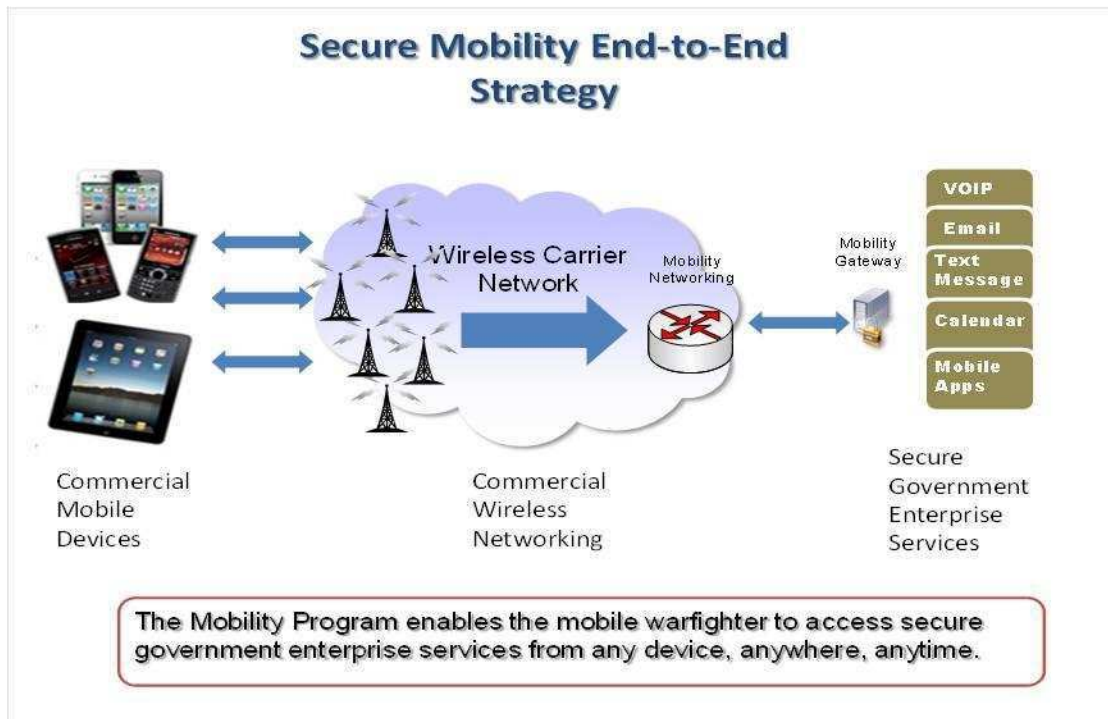 Secure Mobility End-to-End
Strategy
Wireless Carrier
Network
Mobility
Networking
Mobility
Gateway
VOIP
Email
Text
Message
Calendar
Mobile
Apps
Commercial
Mobile
Devices
Commercial
Wireless
Networking
Secure
Government
Enterprise
Services
The Mobility Program enables the mobile warfighter to access secure
government enterprise services from any device, anywhere, anytime.